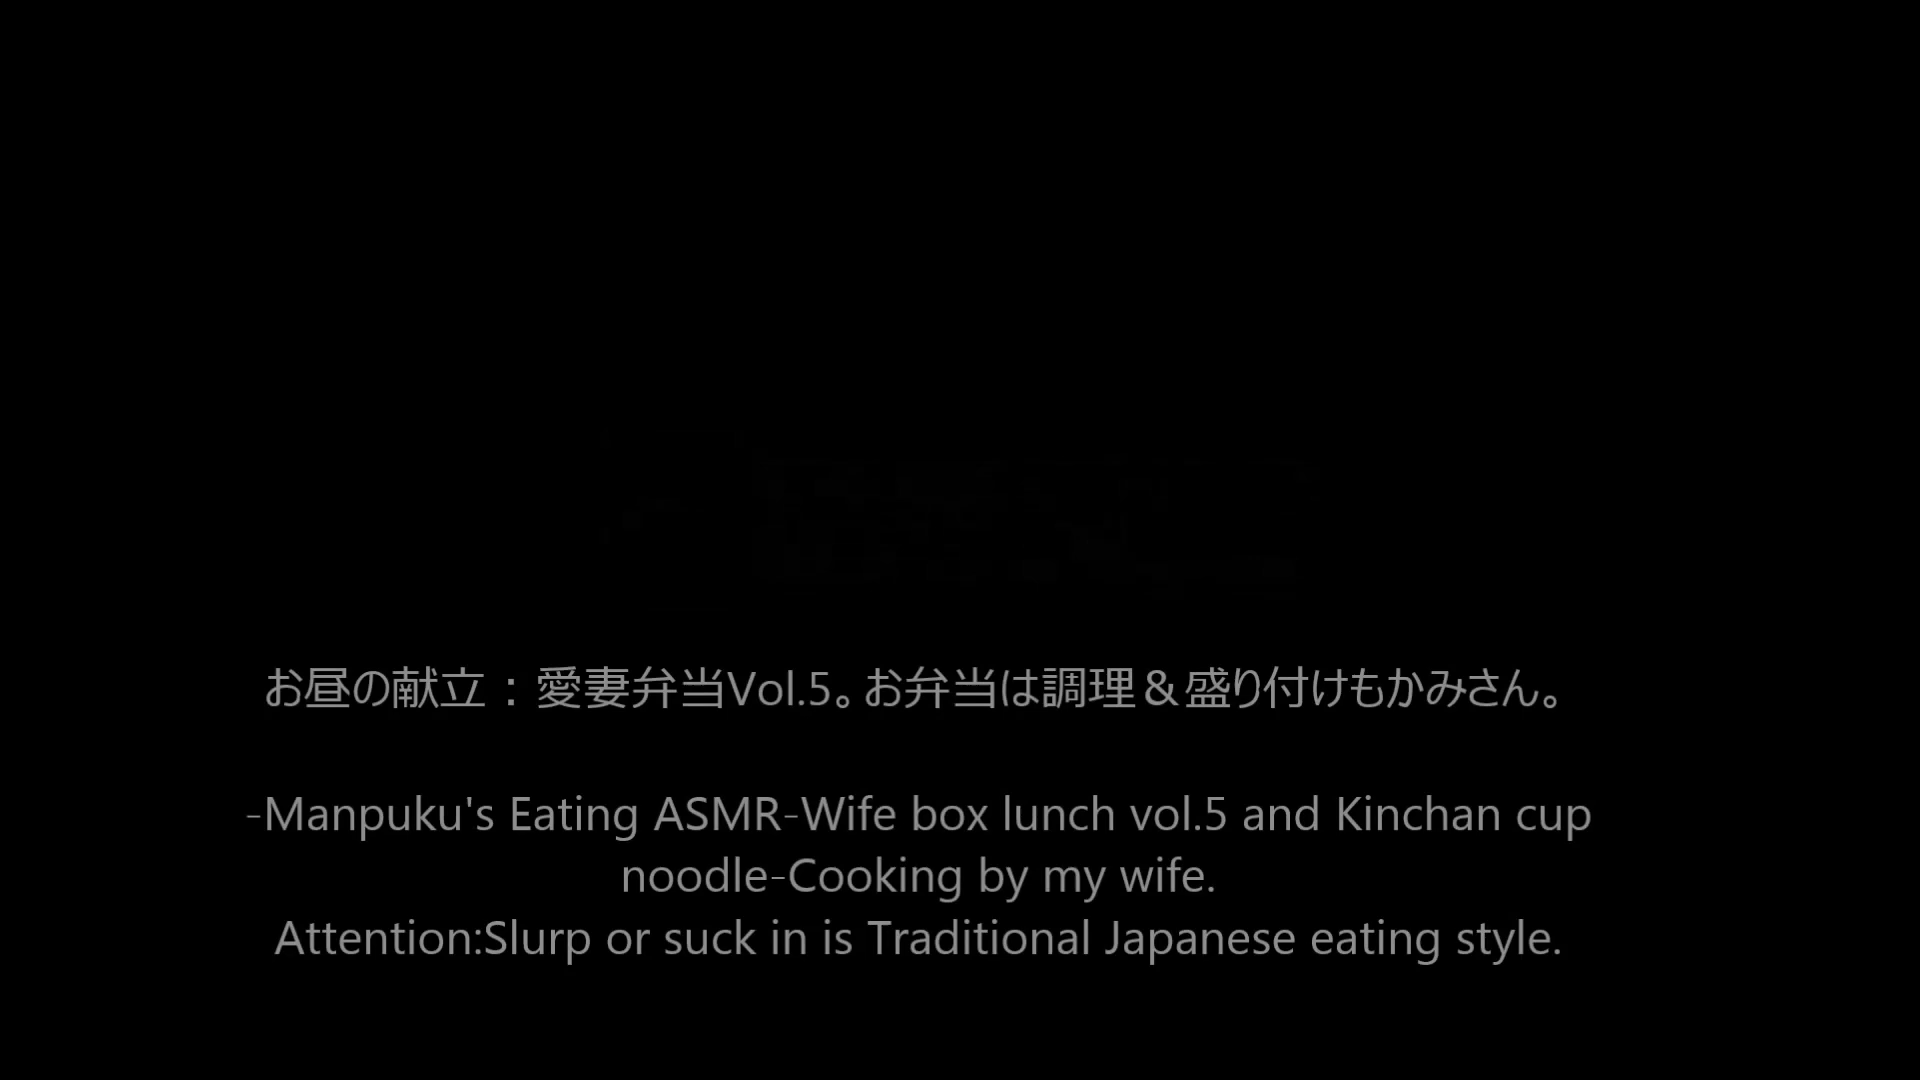 お昼の献立：愛妻弁当Vol.5。お弁当は調理＆盛り付けもかみさん。
-Manpuku's Eating ASMR-Wife box lunch vol.5 and Kinchan cup
noodle-Cooking by my wife.
Attention:Slurp or suck in is Traditional Japanese eating style.